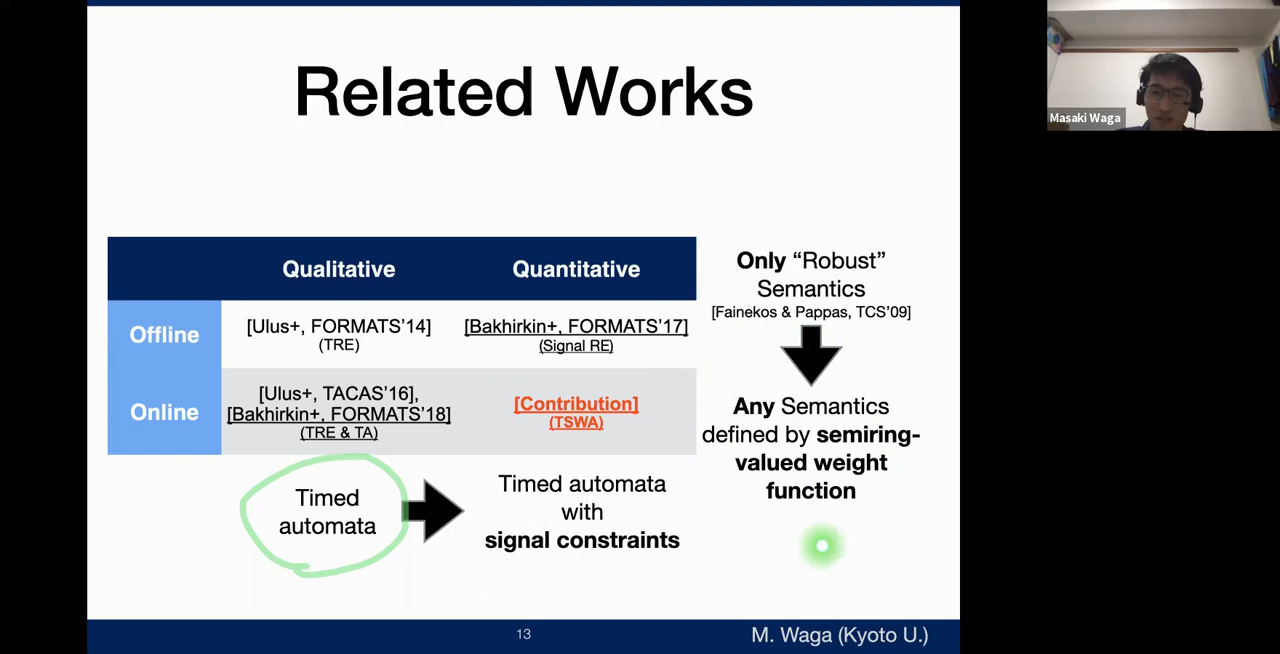 Related Works
Masaki Waga
Qualitative
Quantitative
Offline
[Ulus+, FORMATS’14]
(TRE)
[Bakhirkin+, FORMATS’17]
(Signal RE)
Online
[Ulus+, TACAS’16],
[Bakhirkin+, FORMATS’18]
(TRE & TA)
[Contribution]
(TSWA)
Only “Robust”
Semantics
[Fainekos & Pappas, TCS’09]
Any Semantics
defined by semiring-
valued weight
function
Timed
automata
Timed automata
with
signal constraints
13
M. Waga (Kyoto U.)